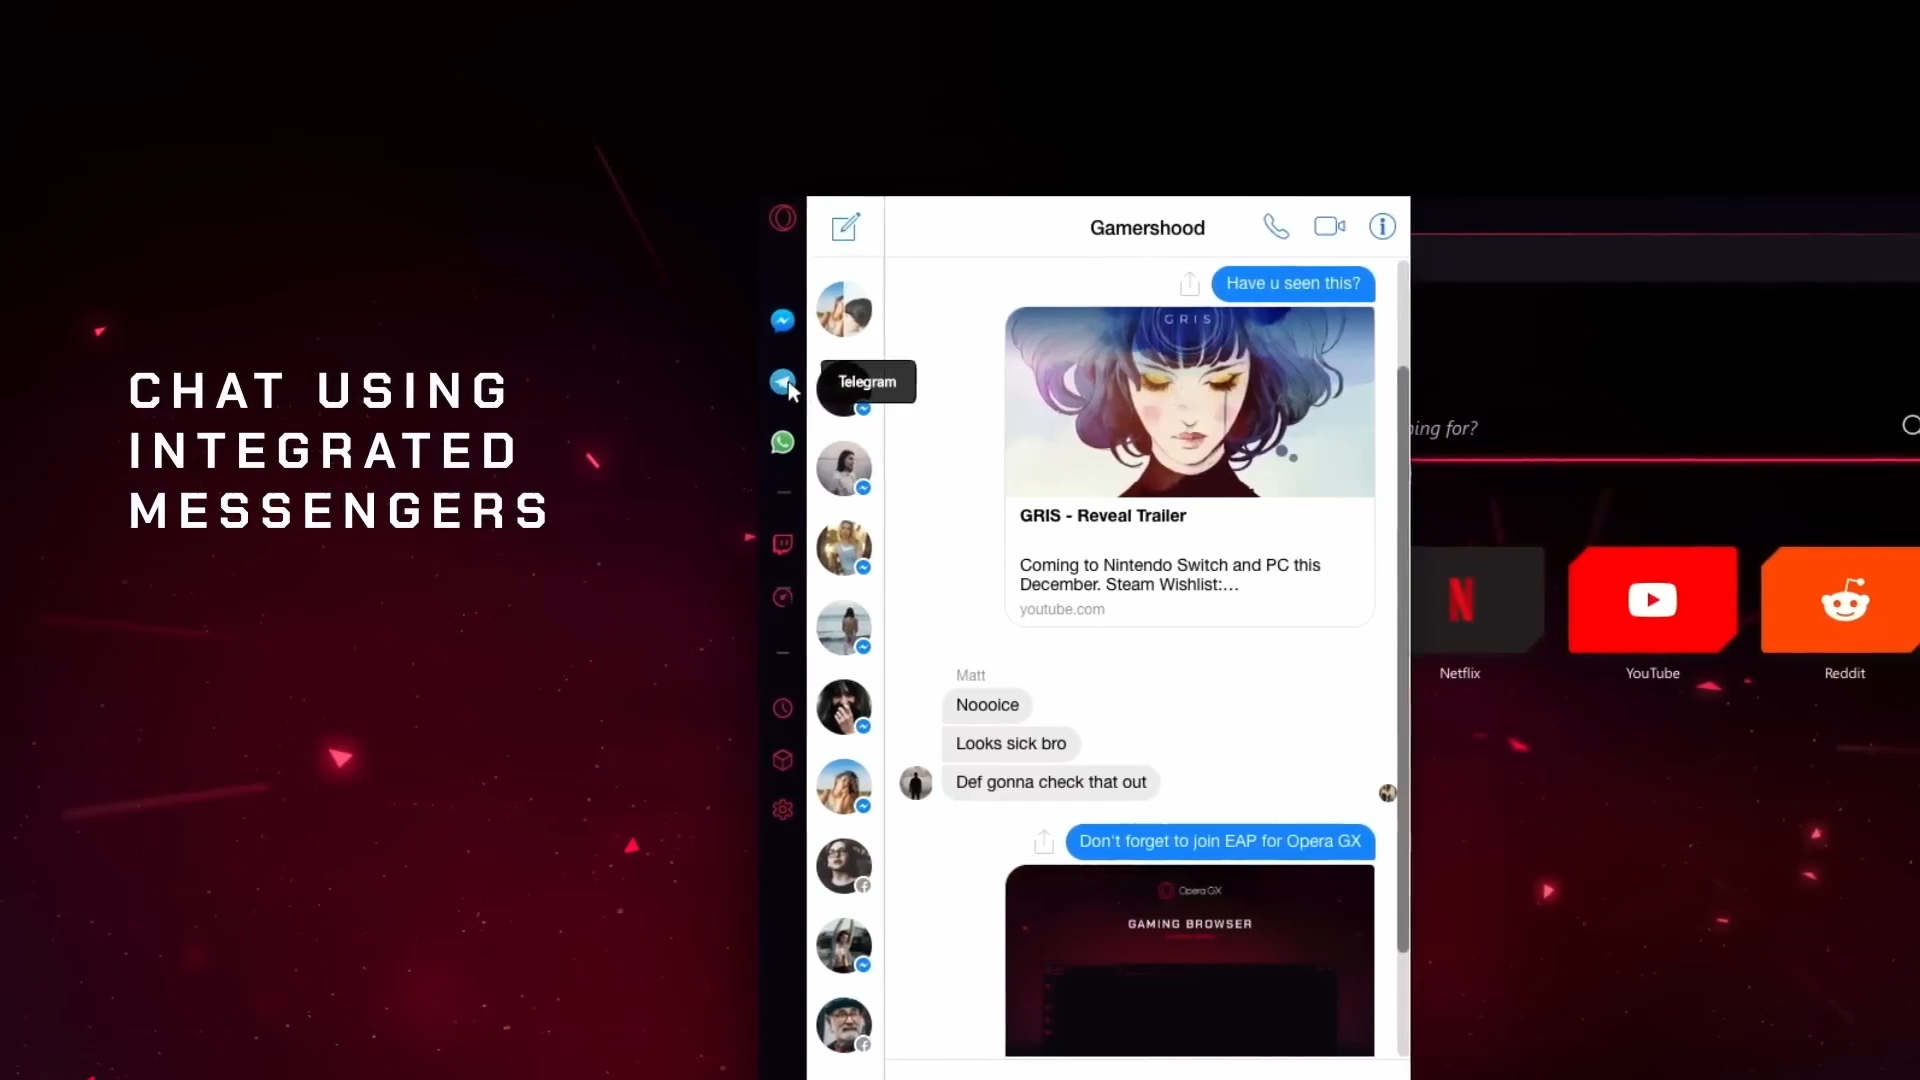 CHAT USING
INTEGRATED
MESSENGERS
Gamershood
Have u seen this?
GRIS
Telegram
GRIS - Reveal Trailer
Coming to Nintendo Switch and PC this
December. Steam Wishlist:...
youtube.com
Matt
Noooice
Looks sick bro
Def gonna check that out
Don't forget to join EAP for Opera GX
Opera GX
GAMING BROWSER
ing for?
Netflix
YouTube
Reddit